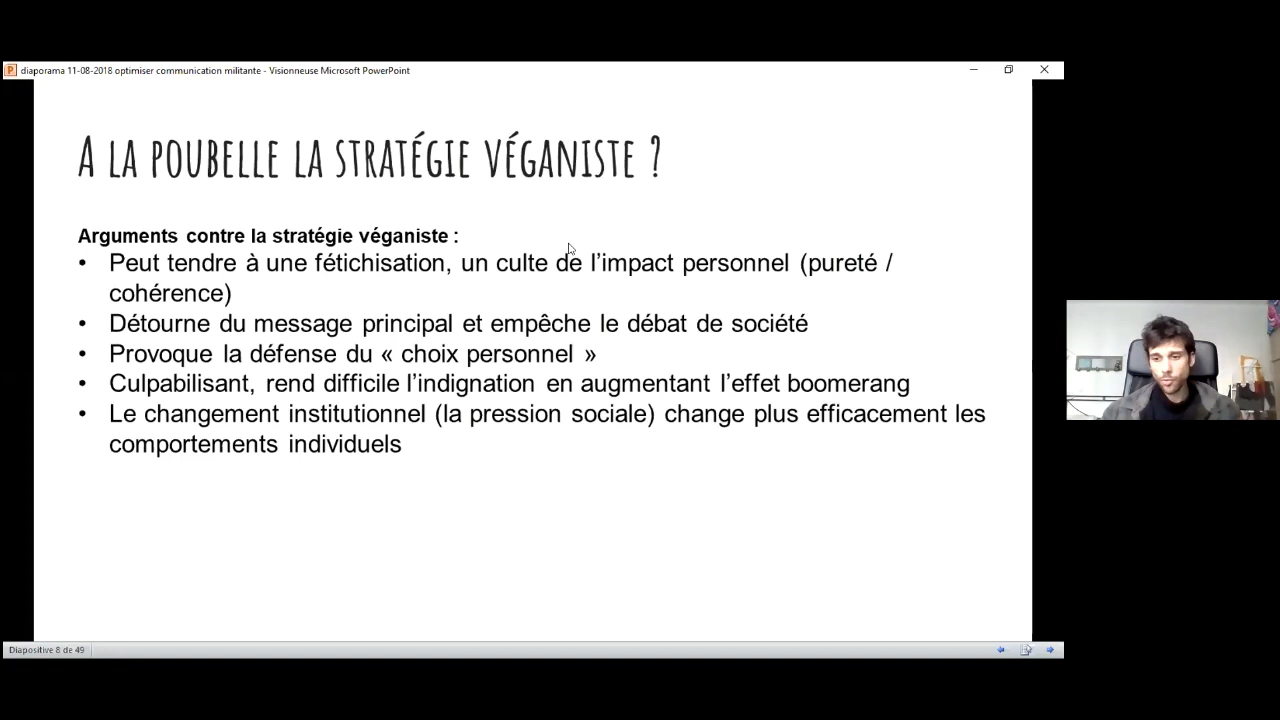 diaporama 11-08-2018 optimiser communication militante - Visionneuse Microsoft PowerPoint
A LA POUBELLE LA STRATÉGIE VÉGANISTE ?
Arguments contre la stratégie véganiste :
• Peut tendre à une fétichisation, un culte de l’impact personnel (pureté /
cohérence)
• Détourne du message principal et empêche le débat de société
• Provoque la défense du « choix personnel »
• Culpabilisant, rend difficile l’indignation en augmentant l’effet boomerang
• Le changement institutionnel (la pression sociale) change plus efficacement les
comportements individuels
Diapositive 8 de 49